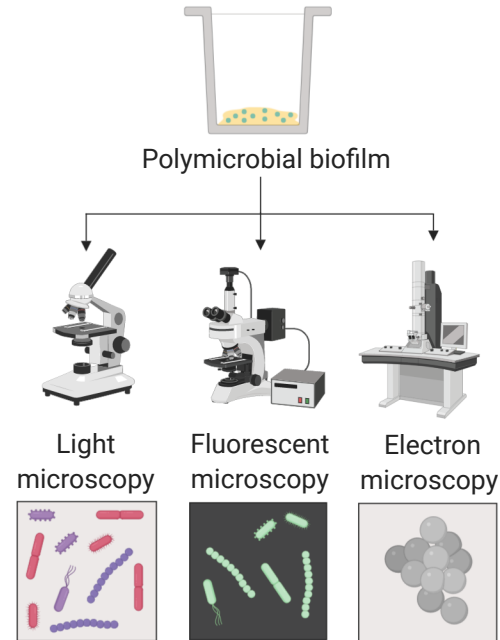 Polymicrobial biofilm
Light
microscopy
Fluorescent
microscopy
Electron
microscopy